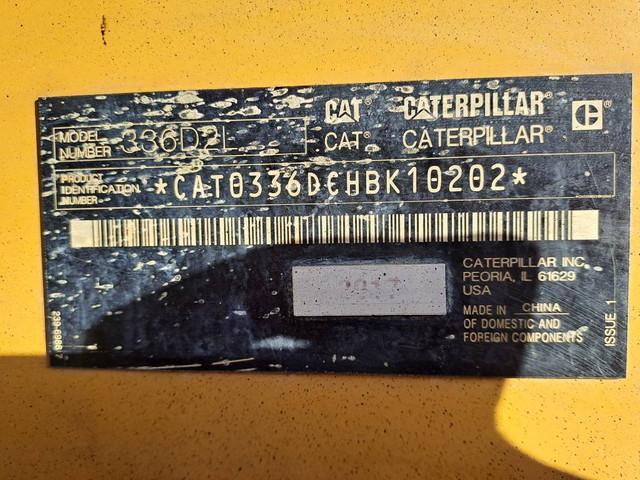 CAT® CATERPILLAR®
CAT® CATERPILLAR®
MODEL NUMBER 336D2L
PRODUCT IDENTIFICATION NUMBER *CAT0336DCHBK10202*
2017
CATERPILLAR INC.
PEORIA, IL 61629
USA
MADE IN CHINA
OF DOMESTIC AND
FOREIGN COMPONENTS
ISSUE 1